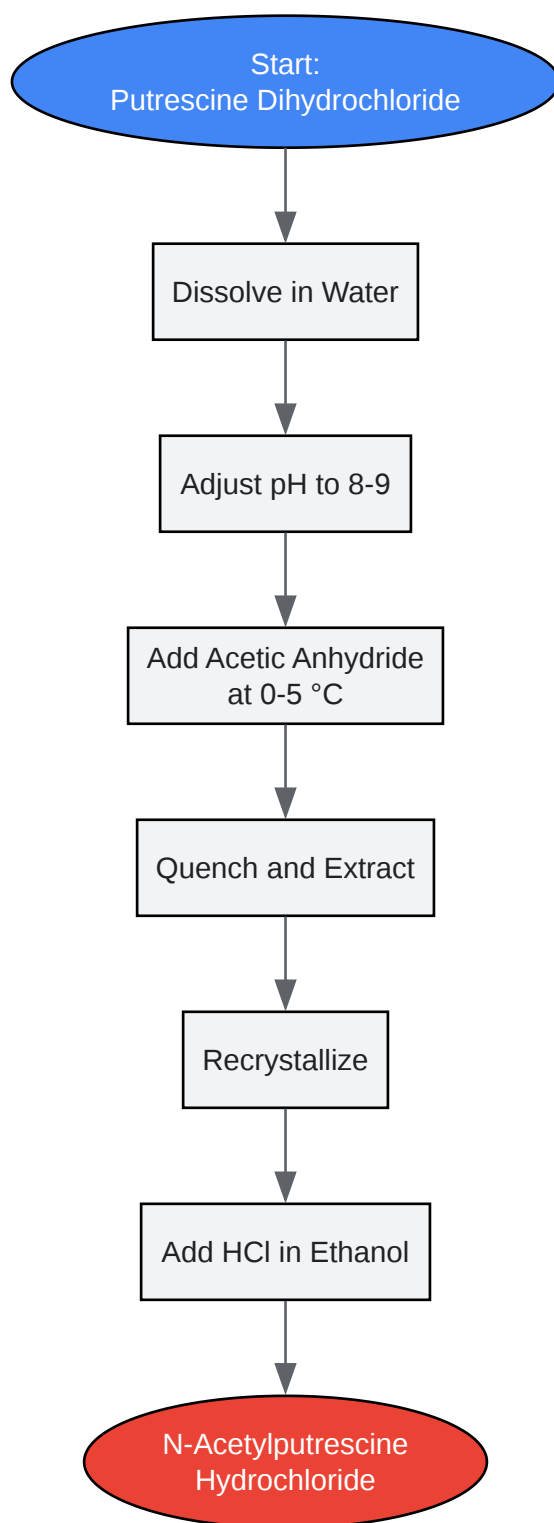 Start:
Putrescine Dihydrochloride
Dissolve in Water
Adjust pH to 8-9
Add Acetic Anhydride
at 0-5 °C
Quench and Extract
Recrystallize
Add HCl in Ethanol
N-Acetylputrescine
Hydrochloride